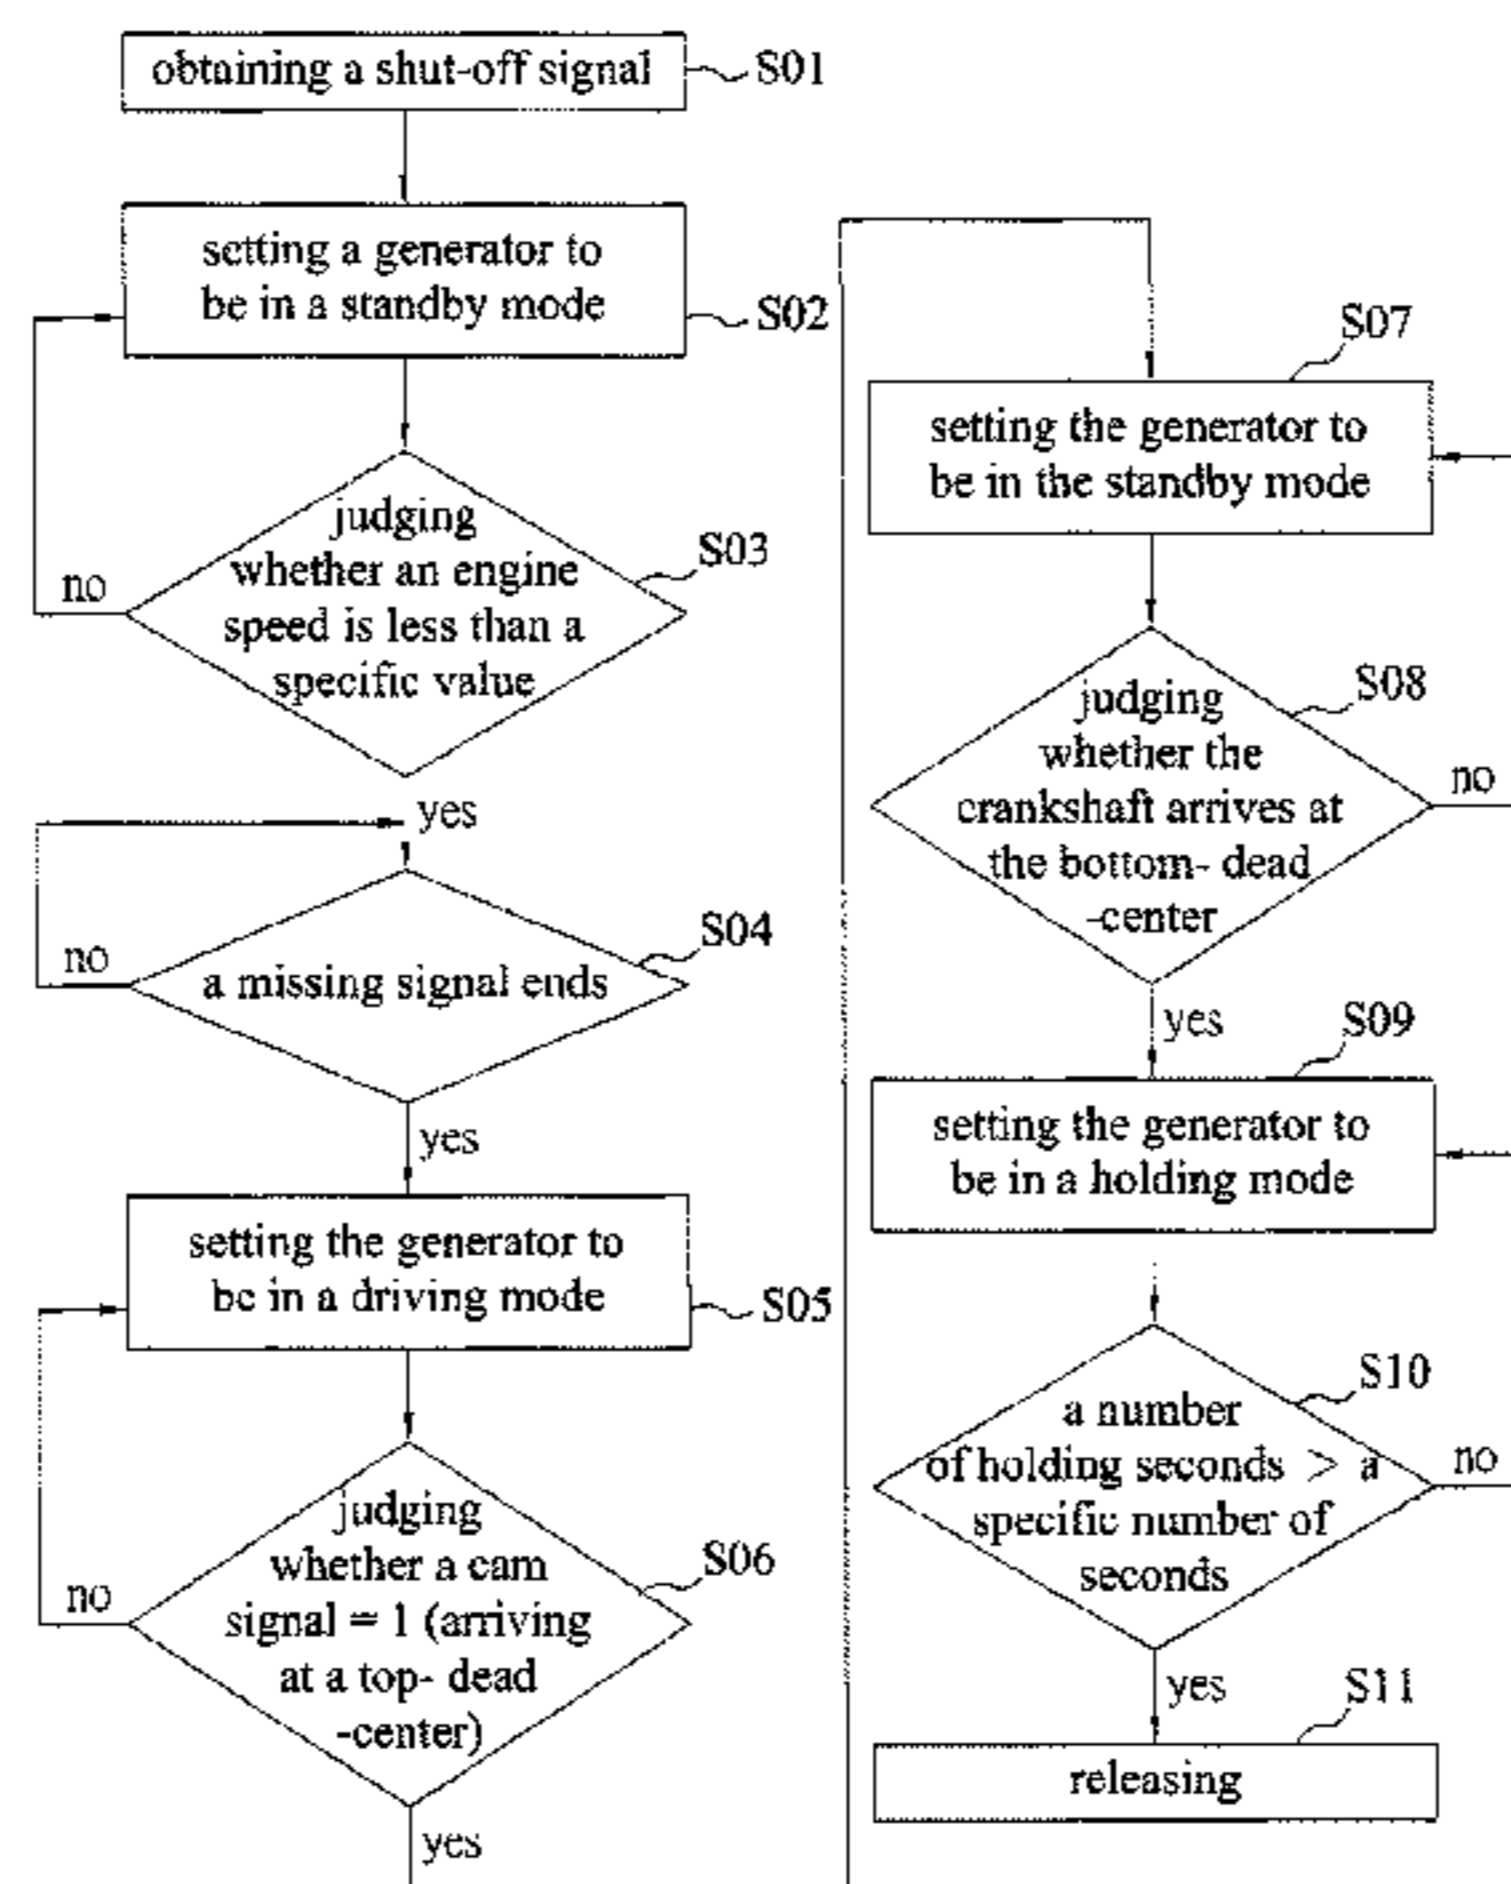 obtaining a shut-off signal
S01
setting a generator to
be in a standby mode
S02
judging
whether an engine
speed is less than a
specific value
S03
no
yes
a missing signal ends
S04
no
yes
setting the generator to
be in a driving mode
S05
judging
whether a cam
signal = 1 (arriving
at a top- dead
-center)
S06
no
yes
S07
setting the generator to
be in the standby mode
judging
whether the
crankshaft arrives at
the bottom- dead
-center
S08
no
yes
S09
setting the generator to
be in a holding mode
a number
of holding seconds > a
specific number of
seconds
S10
no
yes
S11
releasing